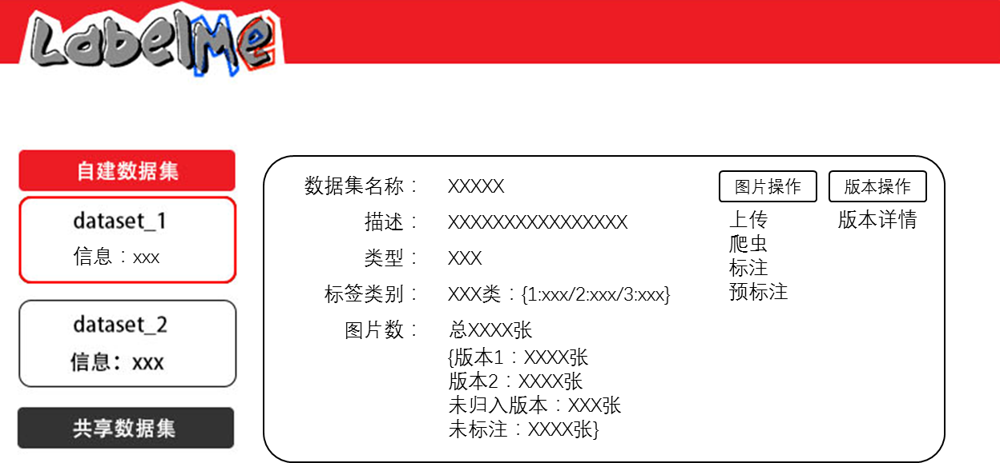 LabelMe
自建数据集
dataset_1
信息：xxx
dataset_2
信息：xxx
共享数据集
数据集名称： XXXXX
描述： XXXXXXXXXXXXXXXX
类型： XXX
标签类别： XXX类：{1:xxx/2:xxx/3:xxx}
图片数： 总XXXX张
{版本1：XXXX张
版本2：XXXX张
未归入版本：XXX张
未标注：XXXX张}
图片操作
上传
爬虫
标注
预标注
版本操作
版本详情